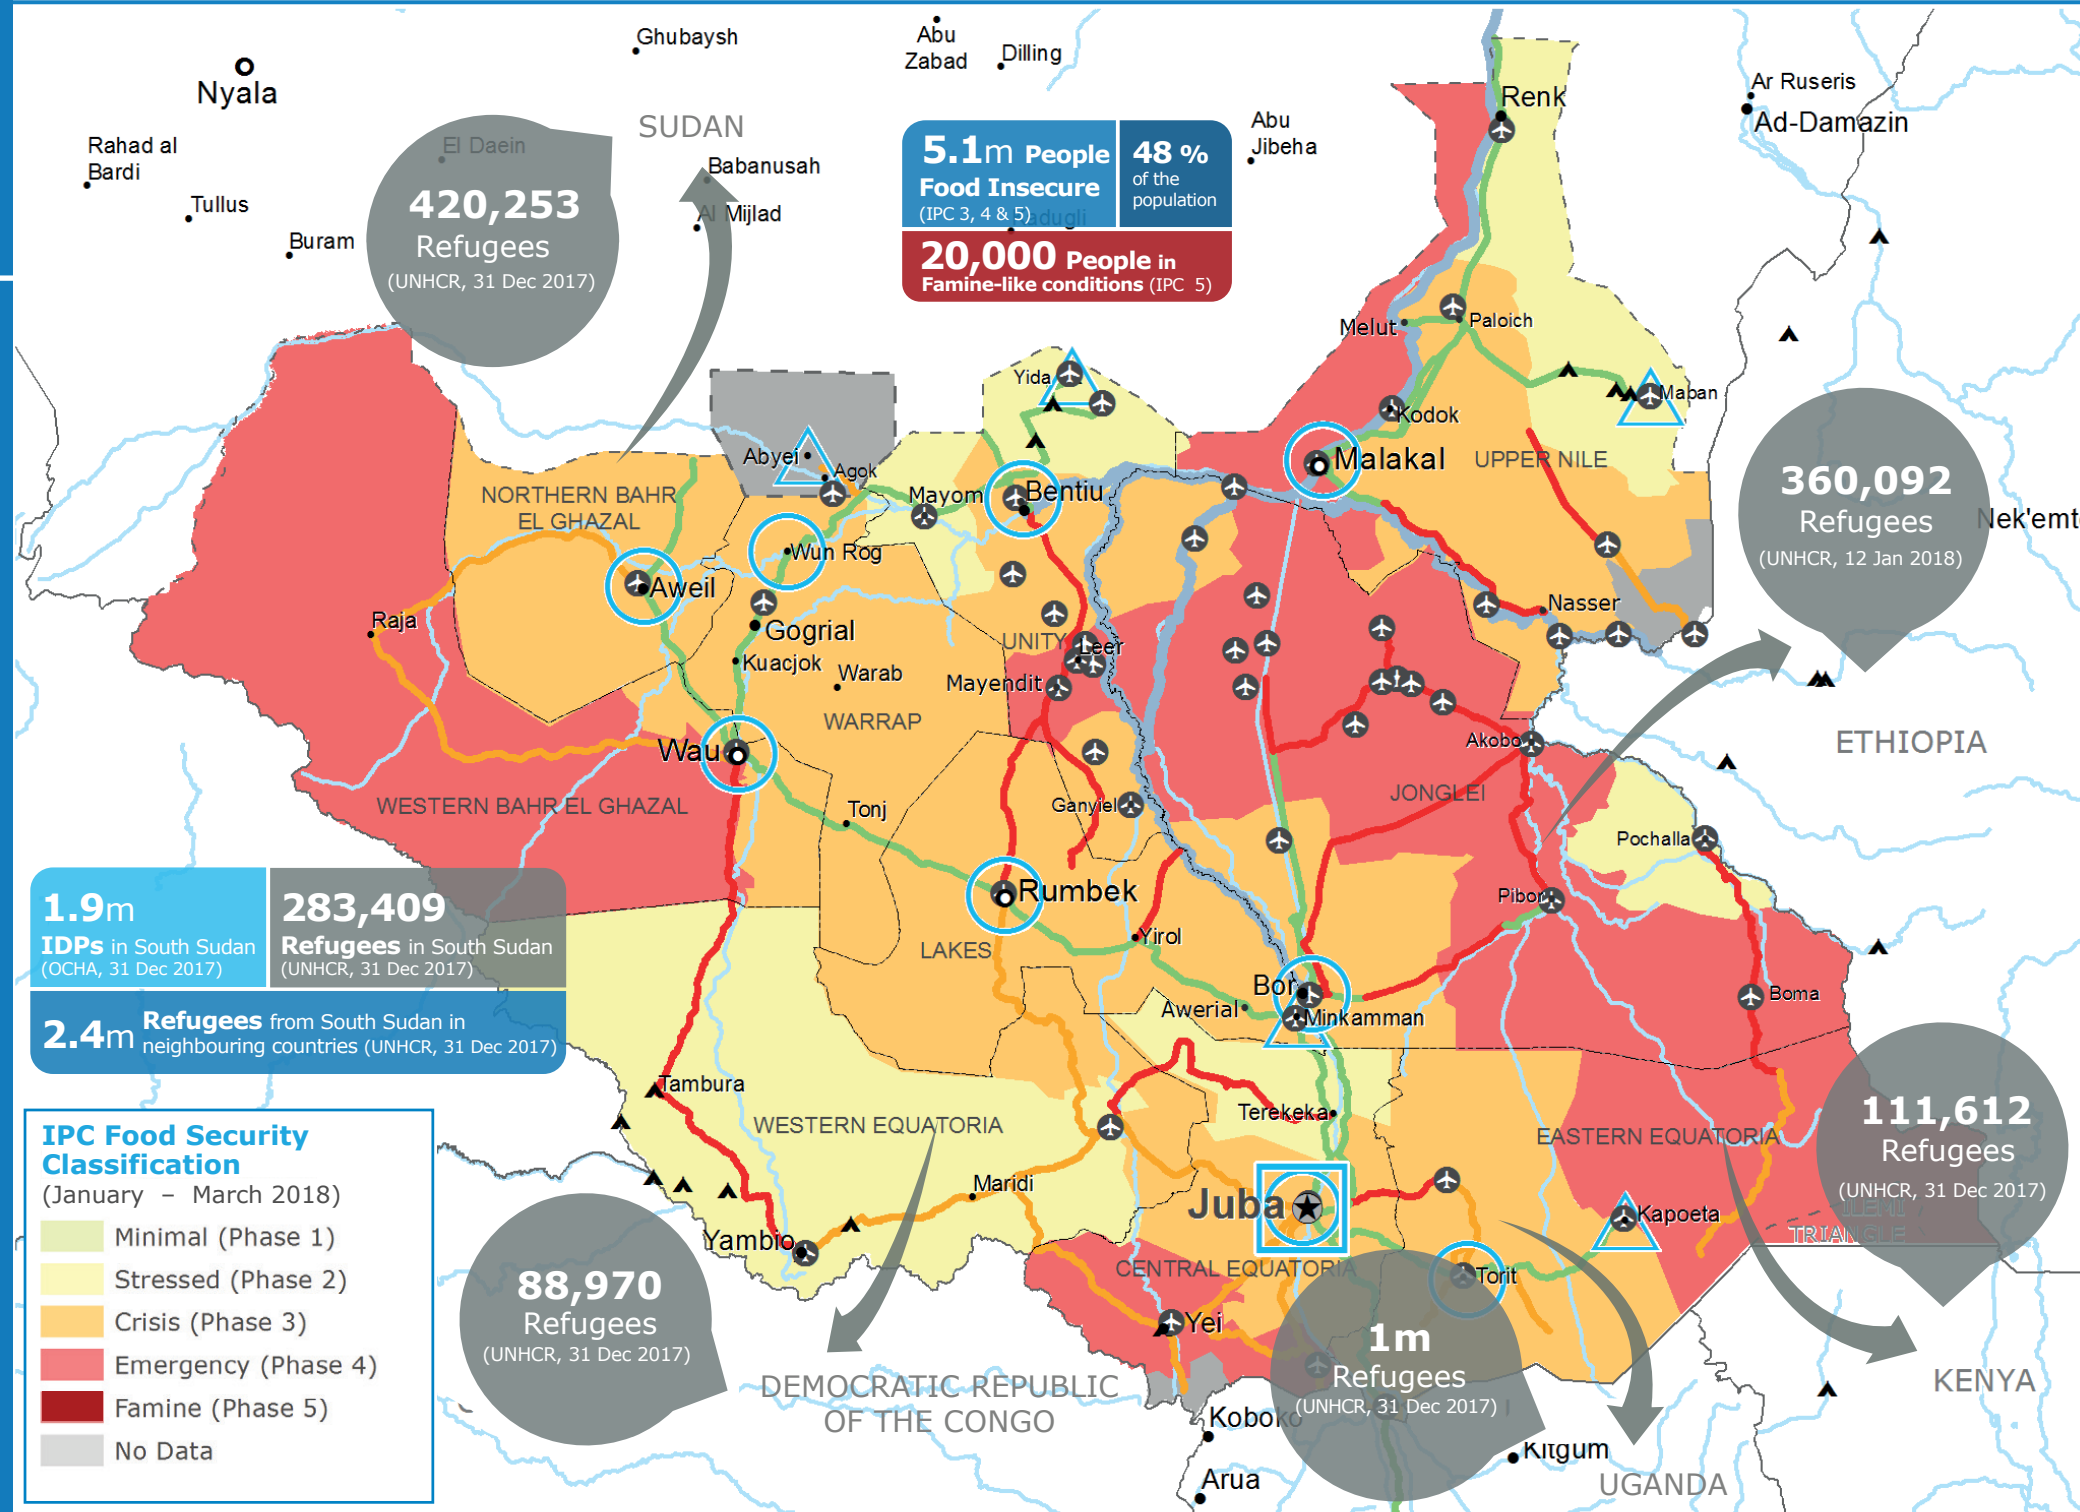 Ghubaysh
Abu
Zabad
Dilling
Nyala
SUDAN
Ar Ruseris
Ad-Damazin
Renk
Abu
Jibeha
Rahad al
Bardi
El Daein
Babanusah
Tullus
Al Mijlad
Buram
420,253
Refugees
(UNHCR, 31 Dec 2017)
5.1m People
Food Insecure
(IPC 3, 4 & 5)
48 %
of the
population
20,000 People in
Famine-like conditions (IPC 5)
Melut
Paloich
Yida
Maban
Kodok
Abyei
Agok
Malakal
UPPER NILE
NORTHERN BAHR
EL GHAZAL
Mayom
Bentiu
360,092
Refugees
(UNHCR, 12 Jan 2018)
Wun Rog
Aweil
Nasser
Raja
Gogrial
UNITY
Leer
Kuacjok
Warab
Mayendit
WARRAP
Wau
Akobo
ETHIOPIA
WESTERN BAHR EL GHAZAL
Tonj
Ganyiel
JONGLEI
Pochalla
Rumbek
Pibor
LAKES
Yirol
Bor
Awerial
Minkamman
Boma
1.9m
IDPs in South Sudan
(OCHA, 31 Dec 2017)
283,409
Refugees in South Sudan
(UNHCR, 31 Dec 2017)
2.4m Refugees from South Sudan in
neighbouring countries (UNHCR, 31 Dec 2017)
Tambura
WESTERN EQUATORIA
Terekeka
EASTERN EQUATORIA
111,612
Refugees
(UNHCR, 31 Dec 2017)
ILEMI
TRIANGLE
Maridi
Juba
Kapoeta
Yambio
CENTRAL EQUATORIA
Torit
Yei
88,970
Refugees
(UNHCR, 31 Dec 2017)
1m
Refugees
(UNHCR, 31 Dec 2017)
DEMOCRATIC REPUBLIC
OF THE CONGO
Koboko
KENYA
Kitgum
Arua
UGANDA
IPC Food Security
Classification
(January – March 2018)
Minimal (Phase 1)
Stressed (Phase 2)
Crisis (Phase 3)
Emergency (Phase 4)
Famine (Phase 5)
No Data